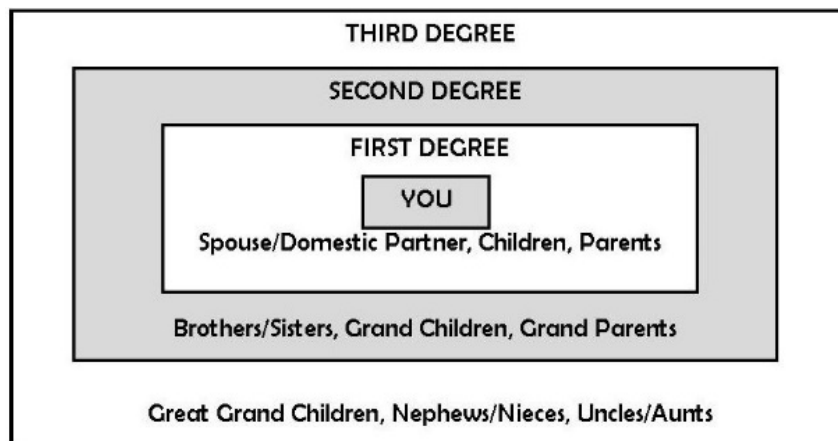 THIRD DEGREE
SECOND DEGREE
FIRST DEGREE
YOU
Spouse/Domestic Partner, Children, Parents
Brothers/Sisters, Grand Children, Grand Parents
Great Grand Children, Nephews/Nieces, Uncles/Aunts